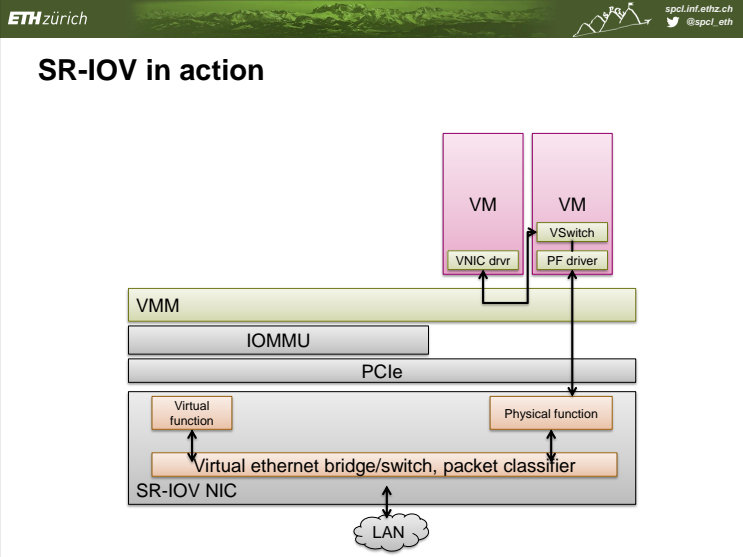 ETH zürich
spcl.inf.ethz.ch
@spcl_eth
SR-IOV in action
VM
VM
VSwitch
VNIC drvr
PF driver
VMM
IOMMU
PCIe
Virtual
function
Physical function
Virtual ethernet bridge/switch, packet classifier
SR-IOV NIC
LAN